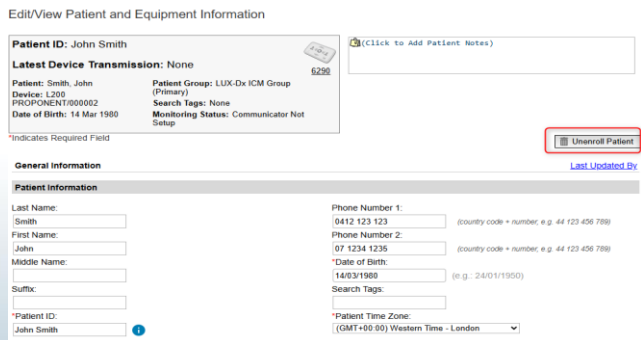 Edit/View Patient and Equipment Information
Patient ID: John Smith
Latest Device Transmission: None
6290
Patient: Smith, John
Device: L200
PROPONENT/000002
Date of Birth: 14 Mar 1980
Patient Group: LUX-Dx ICM Group
(Primary)
Search Tags: None
Monitoring Status: Communicator Not
Setup
(Click to Add Patient Notes)
*Indicates Required Field
Unenroll Patient
General Information
Last Updated By
Patient Information
Last Name:
Smith
First Name:
John
Middle Name:
Suffix:
*Patient ID:
John Smith
Phone Number 1:
0412 123 123
(country code + number, e.g. 44 123 456 789)
Phone Number 2:
07 1234 1235
(country code + number, e.g. 44 123 456 789)
*Date of Birth:
14/03/1980
(e.g.: 24/01/1950)
Search Tags:
*Patient Time Zone:
(GMT+00:00) Western Time - London